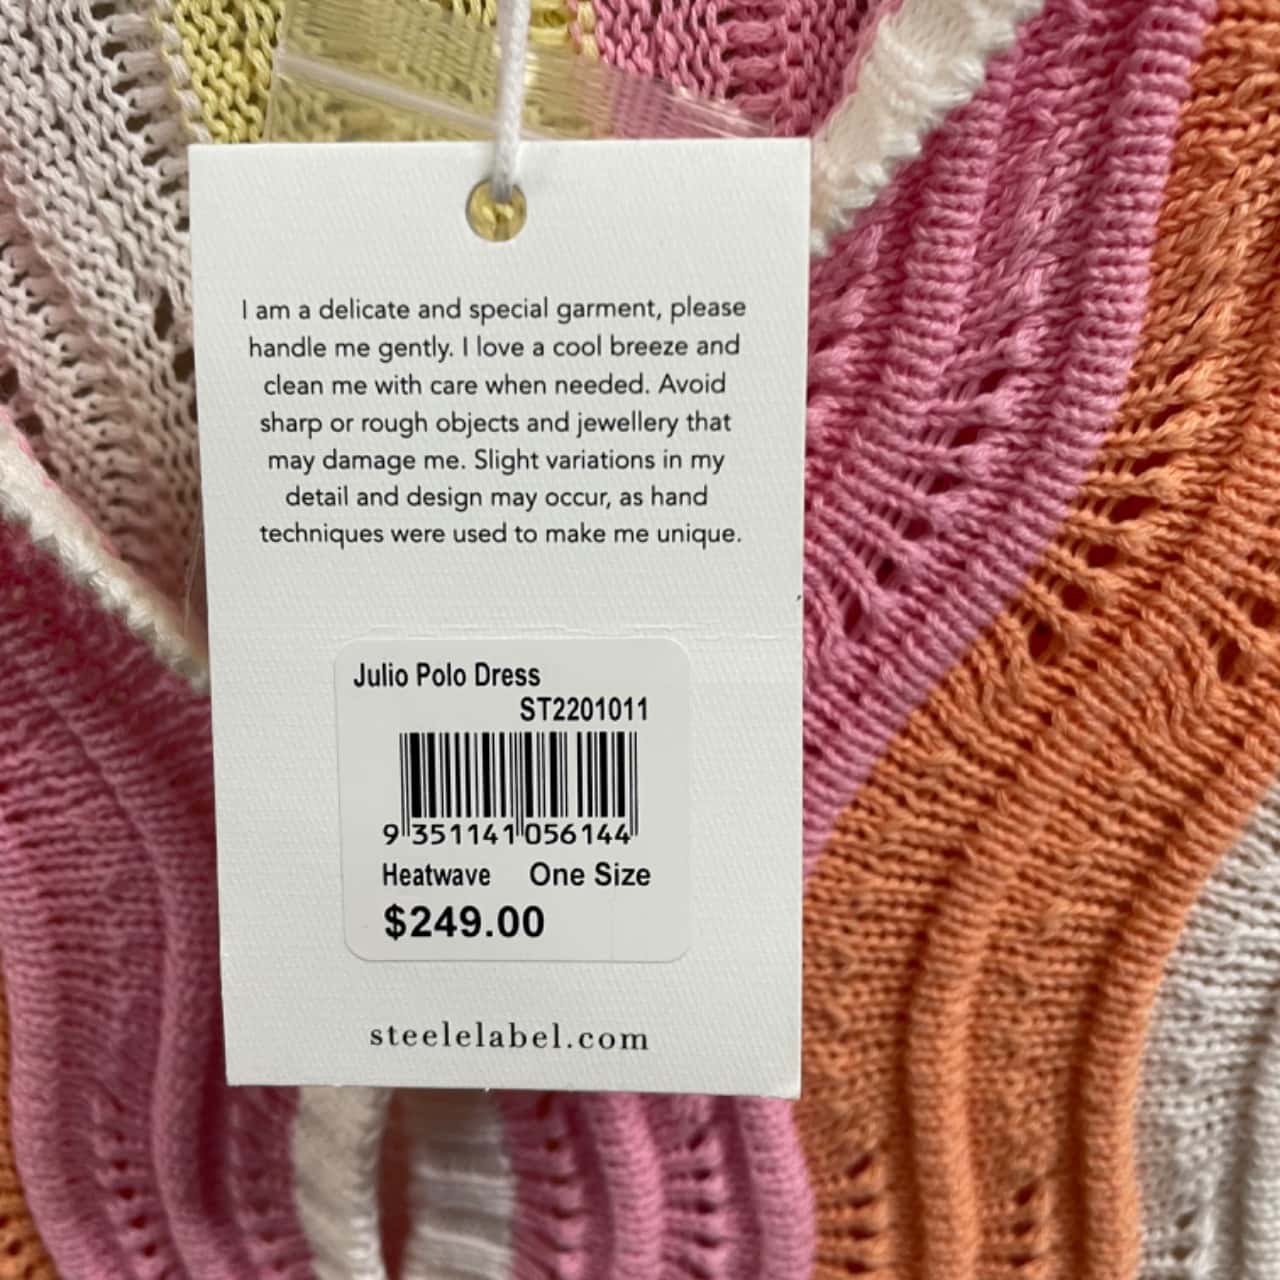 I am a delicate and special garment, please
handle me gently. I love a cool breeze and
clean me with care when needed. Avoid
sharp or rough objects and jewellery that
may damage me. Slight variations in my
detail and design may occur, as hand
techniques were used to make me unique.
Julio Polo Dress
ST2201011
9 351141 056144
Heatwave One Size
$249.00
steelelabel.com